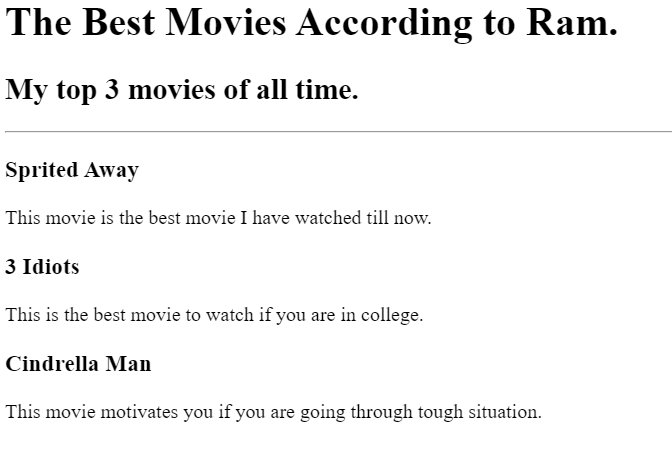 The Best Movies According to Ram.
My top 3 movies of all time.
Sprited Away
This movie is the best movie I have watched till now.
3 Idiots
This is the best movie to watch if you are in college.
Cindrella Man
This movie motivates you if you are going through tough situation.